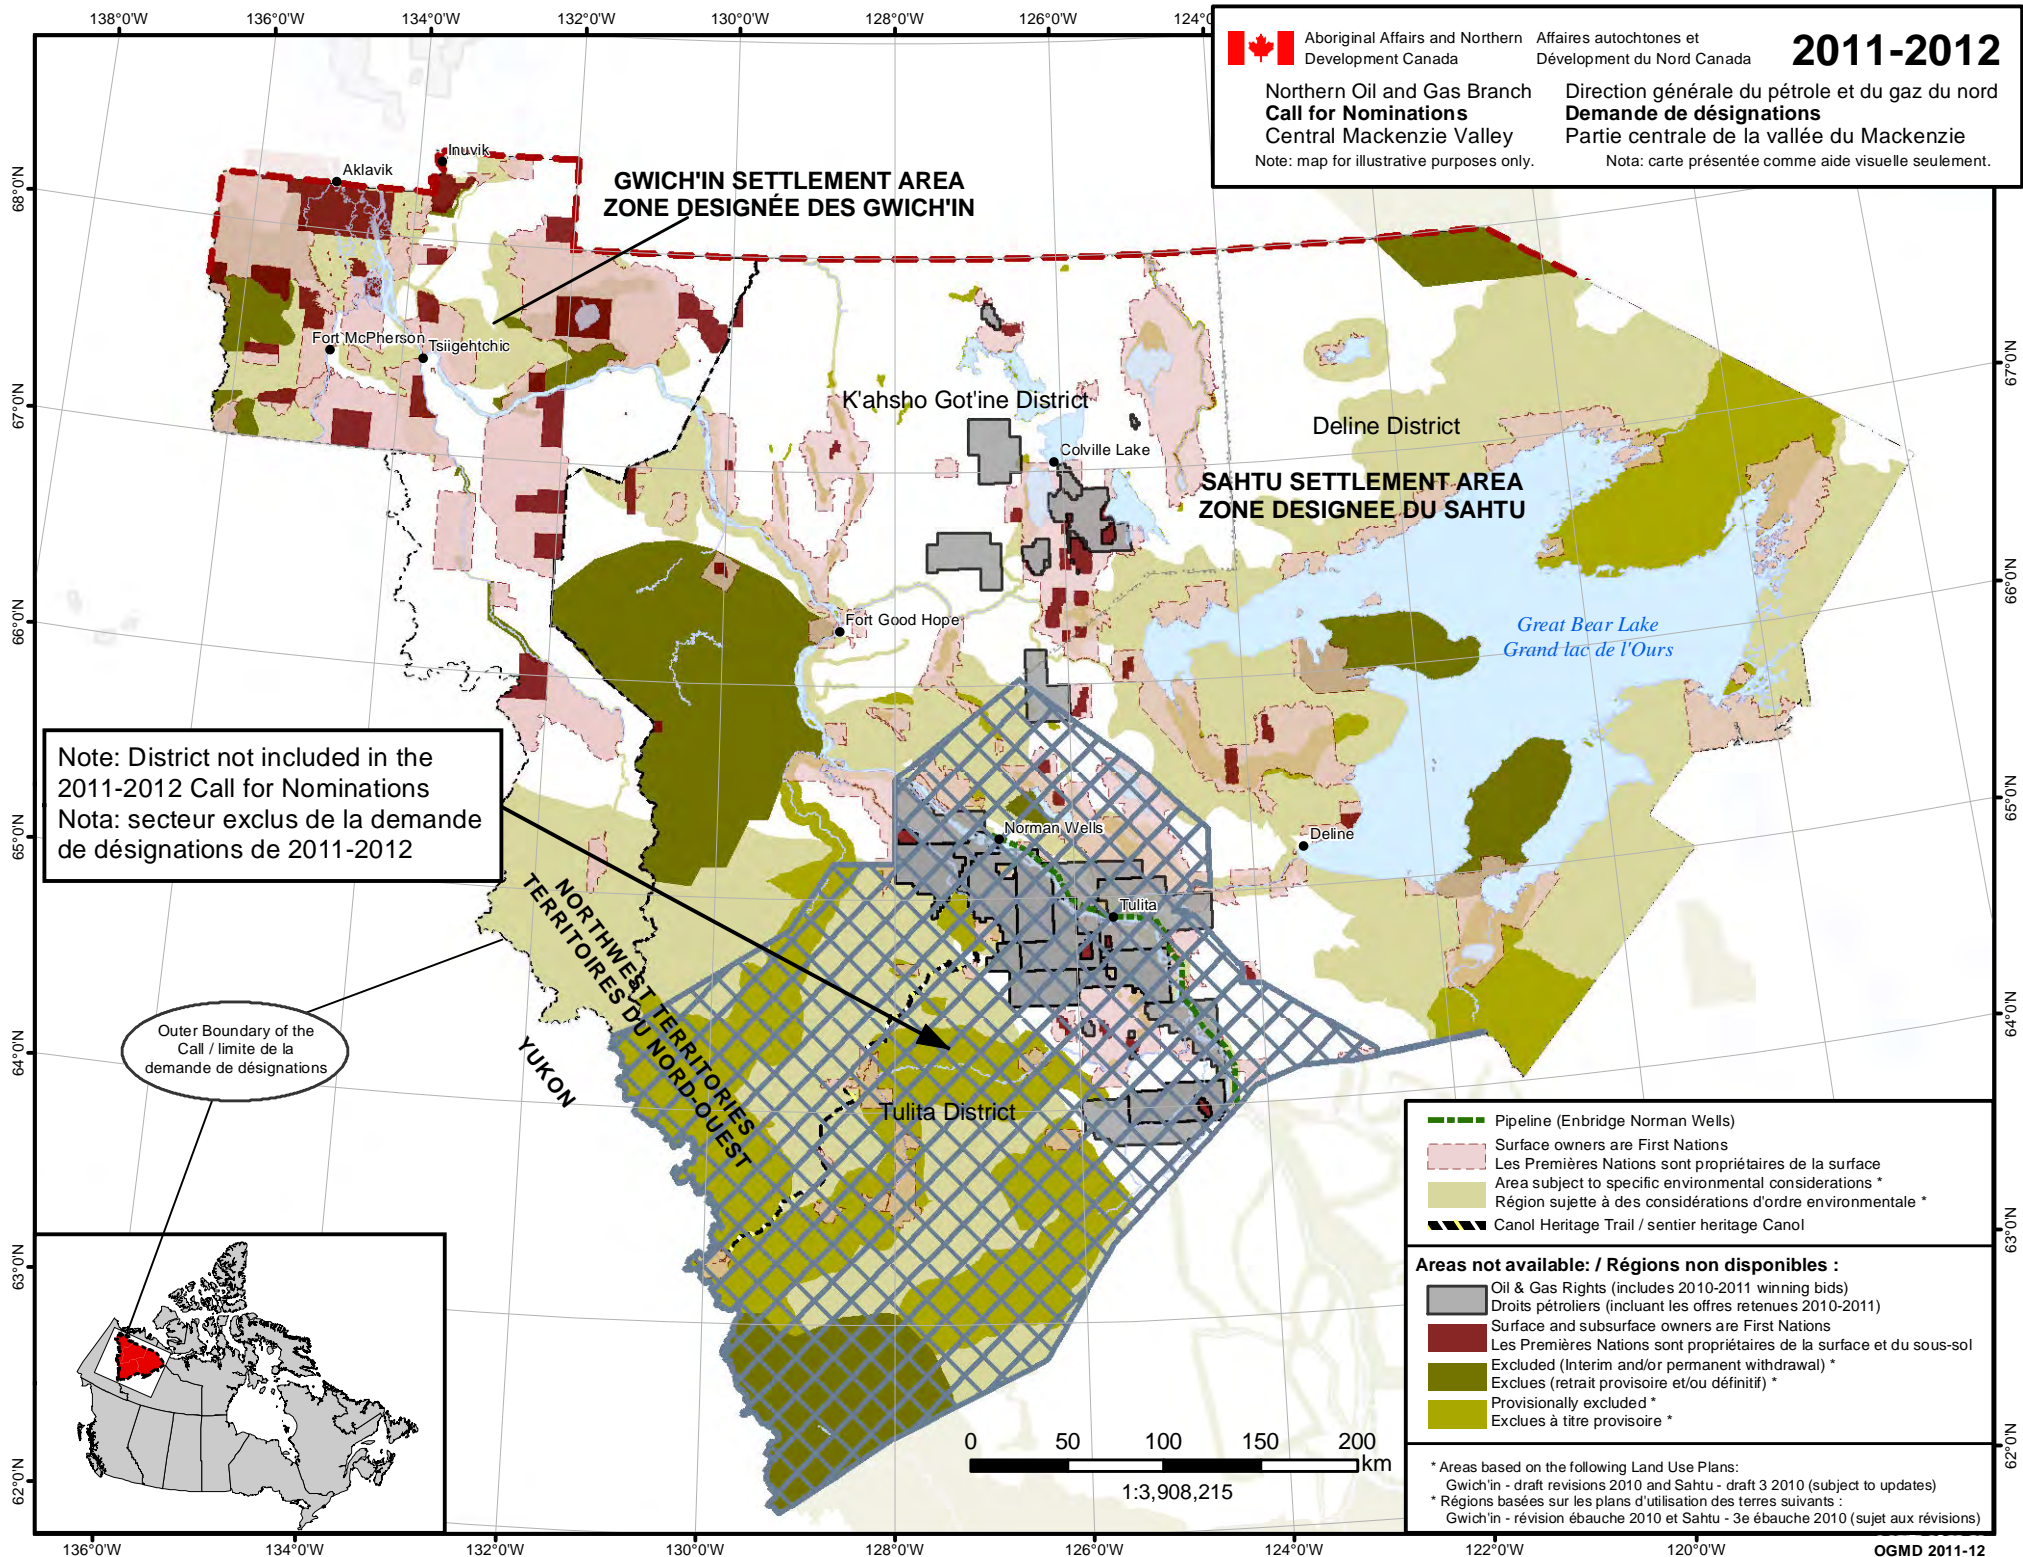 138°0'W 136°0'W 134°0'W 132°0'W 130°0'W 128°0'W 126°0'W 124°0'
Aboriginal Affairs and Northern
Development Canada
Affaires autochtones et
Dévelopment du Nord Canada
2011-2012
Northern Oil and Gas Branch
Call for Nominations
Central Mackenzie Valley
Note: map for illustrative purposes only.
Direction générale du pétrole et du gaz du nord
Demande de désignations
Partie centrale de la vallée du Mackenzie
Nota: carte présentée comme aide visuelle seulement.
Inuvik
Aklavik
GWICH'IN SETTLEMENT AREA
ZONE DESIGNÉE DES GWICH'IN
Fort McPherson
Tsiigehtchic
K'ahsho Got'ine District
Deline District
Colville Lake
SAHTU SETTLEMENT AREA
ZONE DESIGNEE DU SAHTU
Fort Good Hope
Great Bear Lake
Grand lac de l'Ours
Note: District not included in the
2011-2012 Call for Nominations
Nota: secteur exclus de la demande
de désignations de 2011-2012
Norman Wells
Deline
Tulita
NORTHWEST TERRITORIES
TERRITOIRES DU NORD-OUEST
YUKON
Outer Boundary of the
Call / limite de la
demande de désignations
Tulita District
68°0'N
67°0'N
66°0'N
65°0'N
64°0'N
63°0'N
62°0'N
67°0'N
66°0'N
65°0'N
64°0'N
63°0'N
62°0'N
Pipeline (Enbridge Norman Wells)
Surface owners are First Nations
Les Premières Nations sont propriétaires de la surface
Area subject to specific environmental considerations *
Région sujette à des considérations d'ordre environmentale *
Canol Heritage Trail / sentier heritage Canol
Areas not available: / Régions non disponibles :
Oil & Gas Rights (includes 2010-2011 winning bids)
Droits pétroliers (incluant les offres retenues 2010-2011)
Surface and subsurface owners are First Nations
Les Premières Nations sont propriétaires de la surface et du sous-sol
Excluded (Interim and/or permanent withdrawal) *
Exclues (retrait provisoire et/ou définitif) *
Provisionally excluded *
Exclues à titre provisoire *
* Areas based on the following Land Use Plans:
Gwich'in - draft revisions 2010 and Sahtu - draft 3 2010 (subject to updates)
* Régions basées sur les plans d'utilisation des terres suivants :
Gwich'in - révision ébauche 2010 et Sahtu - 3e ébauche 2010 (sujet aux révisions)
0 50 100 150 200
km
1:3,908,215
136°0'W 134°0'W 132°0'W 130°0'W 128°0'W 126°0'W 124°0'W 122°0'W 120°0'W
OGMD 2011-12